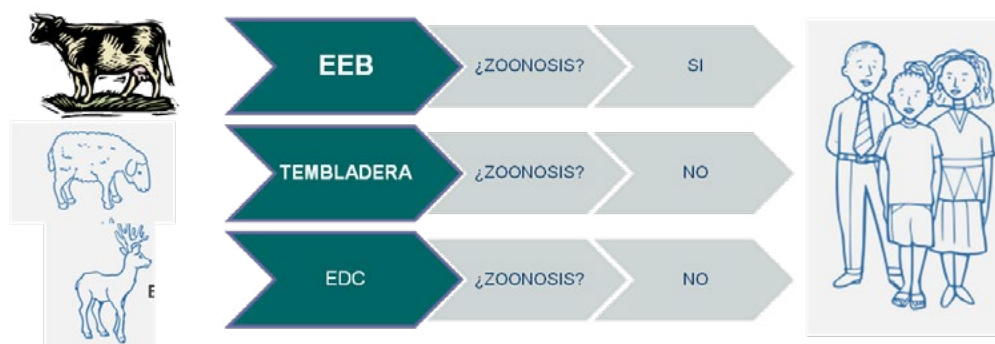 EEB ¿ZOONOSIS? SI
TEMBLADERA ¿ZOONOSIS? NO
E
EDC ¿ZOONOSIS? NO